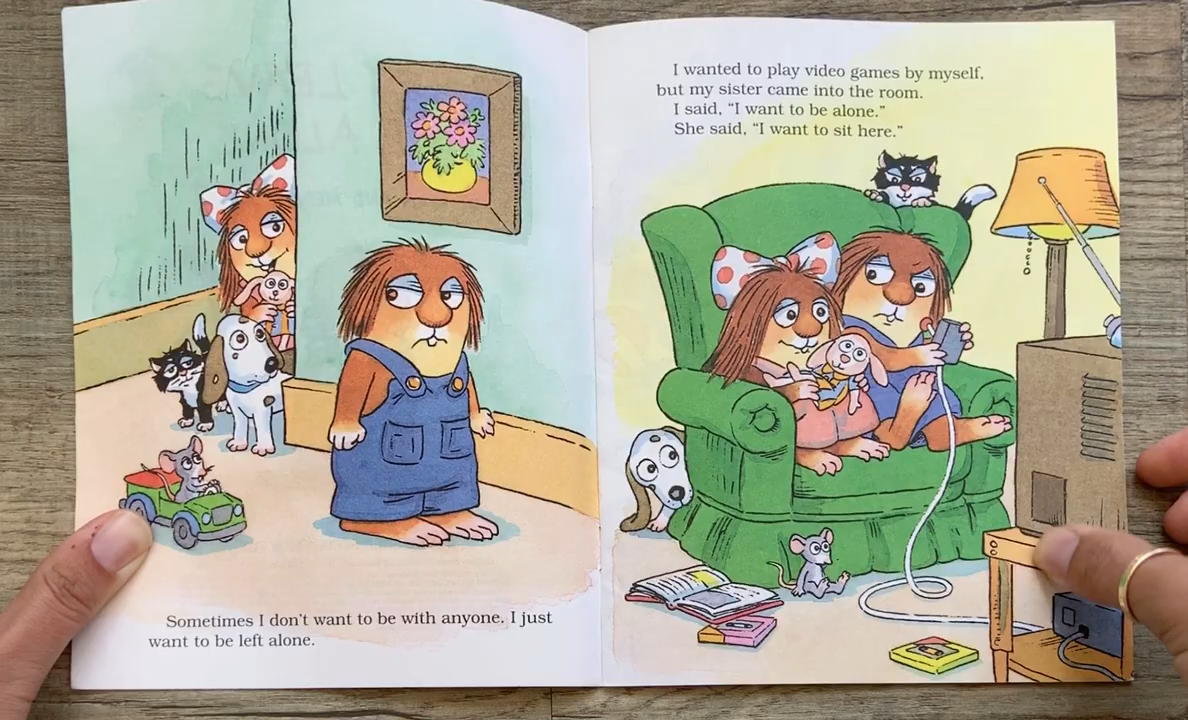 Sometimes I don't want to be with anyone. I just
want to be left alone.
I wanted to play video games by myself,
but my sister came into the room.
I said, “I want to be alone.”
She said, “I want to sit here.”